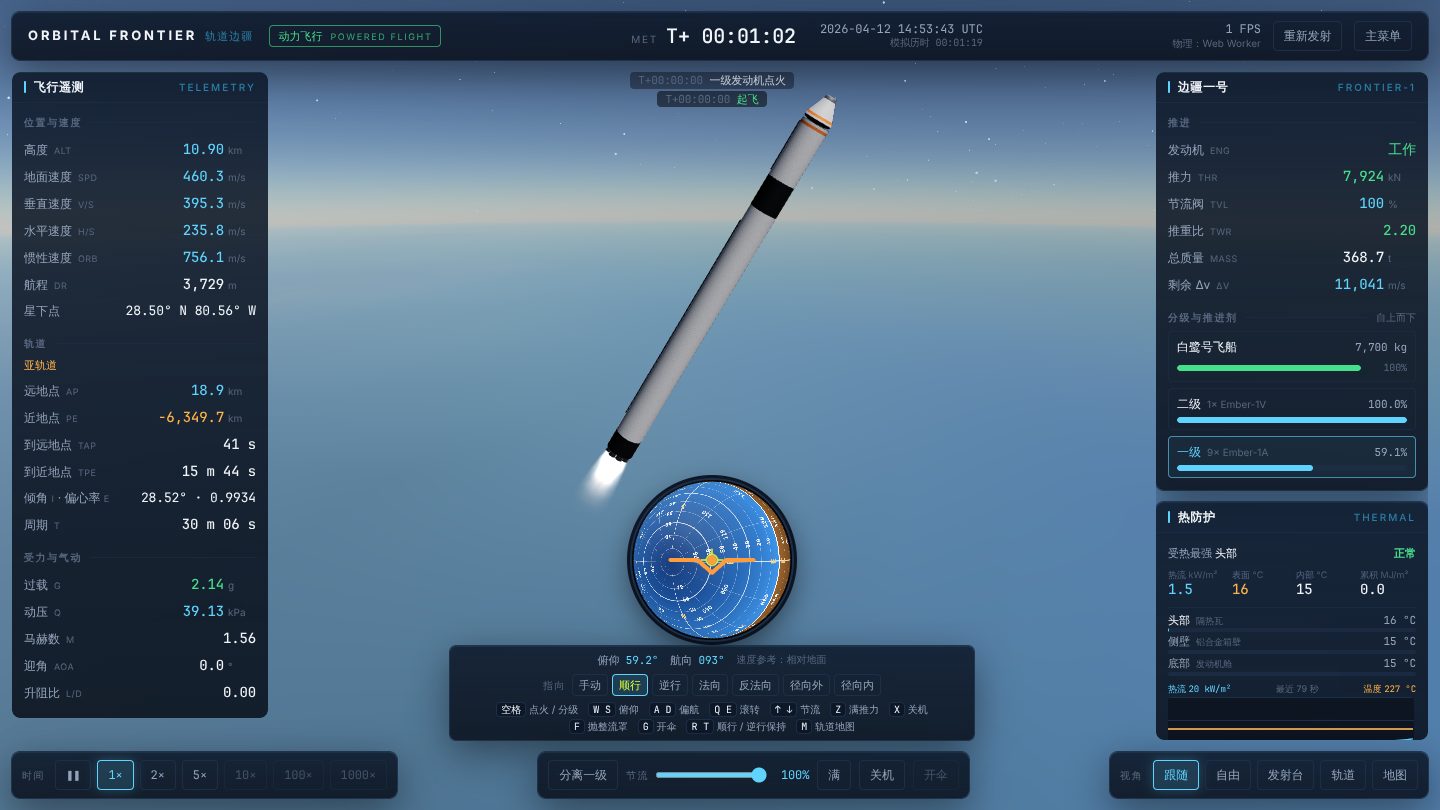 ORBITAL FRONTIER 轨道边疆 动力飞行 POWERED FLIGHT
MET T+ 00:01:02
2026-04-12 14:53:43 UTC
模拟历时 00:01:19
1 FPS
物理：Web Worker
重新发射 主菜单
T+00:00:00 一级发动机点火
T+00:00:00 起飞
飞行遥测 TELEMETRY
位置与速度
高度 ALT 10.90 km
地面速度 SPD 460.3 m/s
垂直速度 V/S 395.3 m/s
水平速度 H/S 235.8 m/s
惯性速度 ORB 756.1 m/s
航程 DR 3,729 m
星下点 28.50° N 80.56° W
轨道
亚轨道
远地点 AP 18.9 km
近地点 PE -6,349.7 km
到远地点 TAP 41 s
到近地点 TPE 15 m 44 s
倾角 I · 偏心率 E 28.52° · 0.9934
周期 T 30 m 06 s
受力与气动
过载 G 2.14 g
动压 Q 39.13 kPa
马赫数 M 1.56
迎角 AOA 0.0 °
升阻比 L/D 0.00
边疆一号 FRONTIER-1
推进
发动机 ENG 工作
推力 THR 7,924 kN
节流阀 TVL 100 %
推重比 TWR 2.20
总质量 MASS 368.7 t
剩余 Δv ΔV 11,041 m/s
分级与推进剂 自上而下
白鹭号飞船 7,700 kg
100%
二级 1× Ember-1V 100.0%
一级 9× Ember-1A 59.1%
热防护 THERMAL
受热最强 头部 正常
热流 kW/m² 表面 °C 内部 °C 累积 MJ/m²
1.5 16 15 0.0
头部 隔热瓦 16 °C
侧壁 铝合金箱壁 15 °C
底部 发动机舱 15 °C
热流 20 kW/m² 最近 79 秒 温度 227 °C
俯仰 59.2° 航向 093° 速度参考：相对地面
指向 手动 顺行 逆行 法向 反法向 径向外 径向内
空格 点火 / 分级 W S 俯仰 A D 偏航 Q E 滚转 ↑ ↓ 节流 Z 满推力 X 关机
F 抛整流罩 G 开伞 R T 顺行 / 逆行保持 M 轨道地图
时间 1× 2× 5× 10× 100× 1000×
分离一级 节流 100% 满 关机 开伞
视角 跟随 自由 发射台 轨道 地图